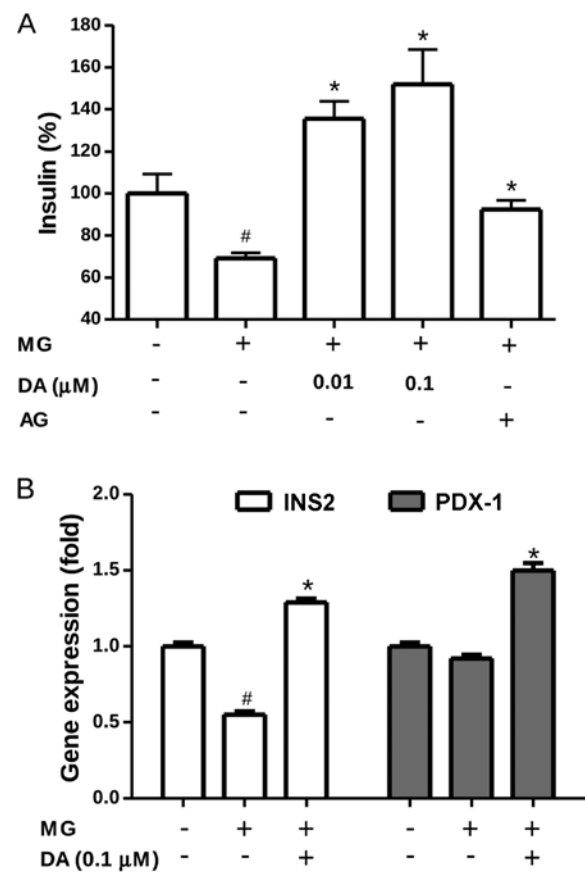 A
180
160
140
120
100
80
60
40
Insulin (%)
* 
*
#
*
MG - + + + +
DA (μM) - - 0.01 0.1 -
AG - - - - +
B
INS2 PDX-1
2.0
1.5
1.0
0.5
0.0
Gene expression (fold)
#
*
*
MG - + + - + +
DA (0.1 μM) - - + - - +